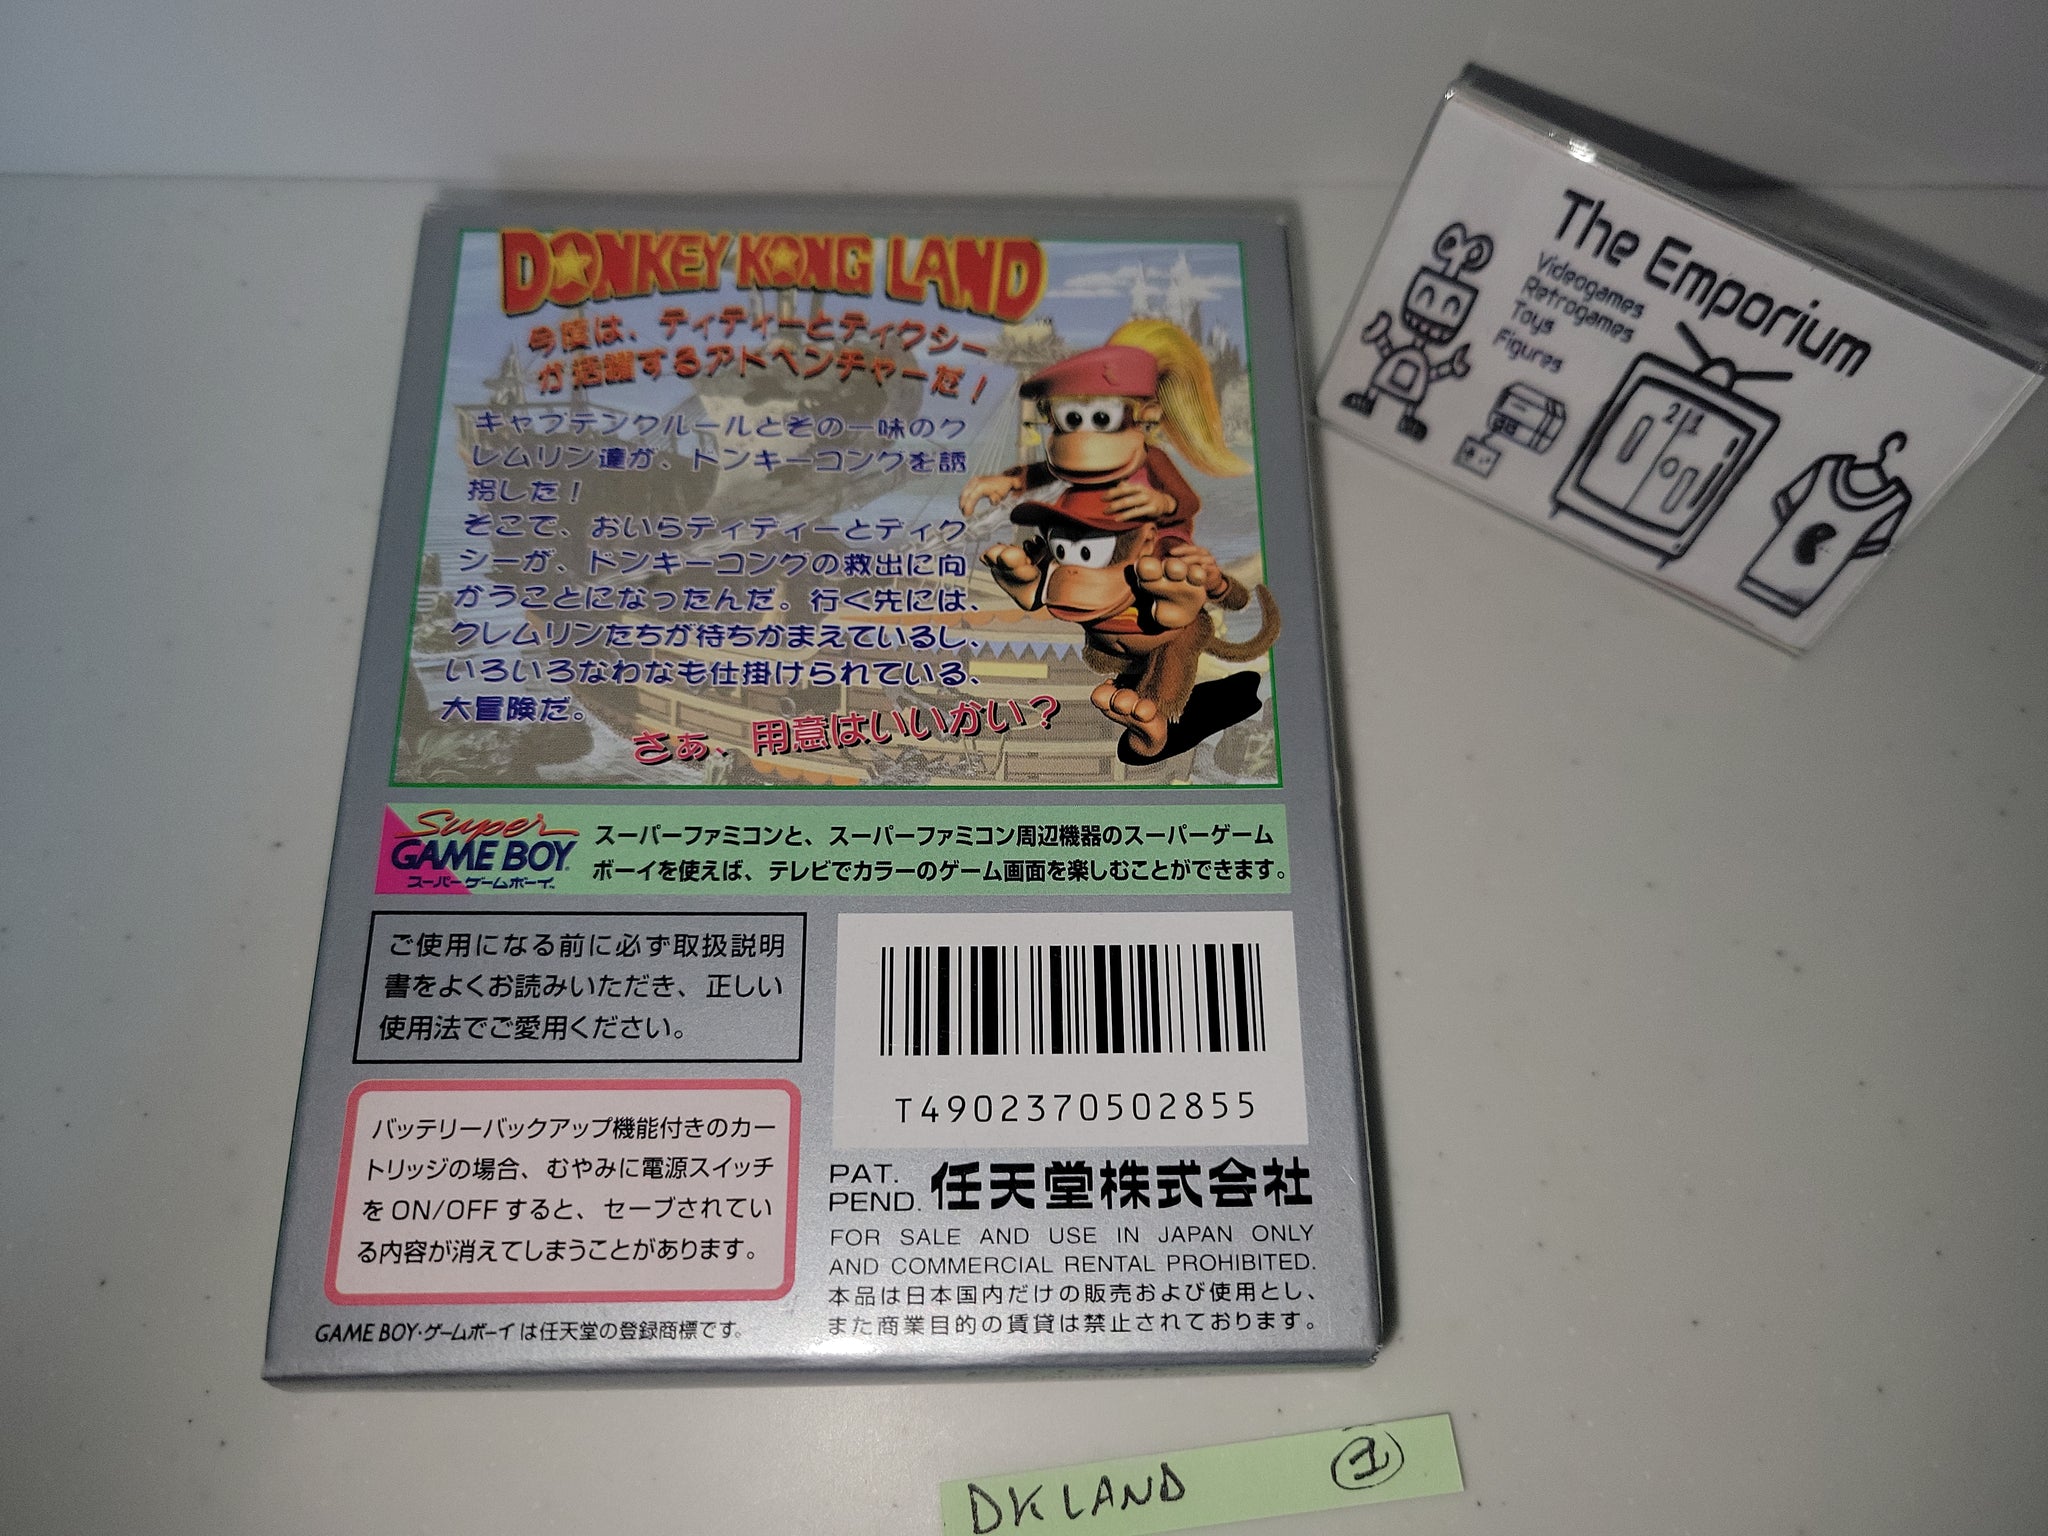 DONKEY KONG LAND
今度は、ディディーとディクシー
が活躍するアドベンチャーだ!
キャプテンクルールとその一味のク
レムリン達が、ドンキーコングを誘
拐した!
そこで、おいらディディーとディク
シーが、ドンキーコングの救出に向
かうことになったんだ。行く先には、
クレムリンたちが待ちかまえているし、
いろいろなわなも仕掛けられている、
大冒険だ。
さぁ、用意はいいかい?
Super
GAME BOY
スーパーゲームボーイ™
スーパーファミコンと、スーパーファミコン周辺機器のスーパーゲーム
ボーイを使えば、テレビでカラーのゲーム画面を楽しむことができます。
ご使用になる前に必ず取扱説明
書をよくお読みいただき、正しい
使用法でご愛用ください。
バッテリーバックアップ機能付きのカー
トリッジの場合、むやみに電源スイッチ
をON/OFFすると、セーブされてい
る内容が消えてしまうことがあります。
GAME BOY・ゲームボーイは任天堂の登録商標です。
T4902370502855
PAT.
PEND. 任天堂株式会社
FOR SALE AND USE IN JAPAN ONLY
AND COMMERCIAL RENTAL PROHIBITED.
本品は日本国内だけの販売および使用とし、
また商業目的の賃貸は禁止されております。
The Emporium
Videogames
Retrogames
Toys
Figures
DK LAND ①